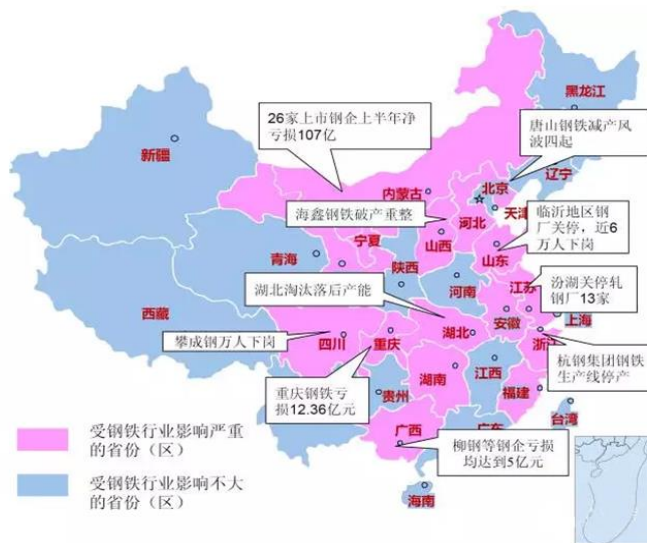 黑龙江
26家上市钢企上半年净
亏损107亿
唐山钢铁减产风
波四起
新疆
辽宁
内蒙古
北京
天津
海鑫钢铁破产重整
河北
临沂地区钢
厂关停，近6
万人下岗
宁夏
山西
山东
青海
陕西
河南
江苏
汾湖关停轧
钢厂13家
湖北淘汰落后产能
西藏
安徽
上海
攀成钢万人下岗
四川
重庆
湖北
浙江
杭钢集团钢铁
生产线停产
重庆钢铁亏
损12.36亿元
贵州
湖南
江西
福建
台湾
广西
广东
柳钢等钢企亏损
均达到5亿元
海南
受钢铁行业影响严重
的省份（区）
受钢铁行业影响不大
的省份（区）